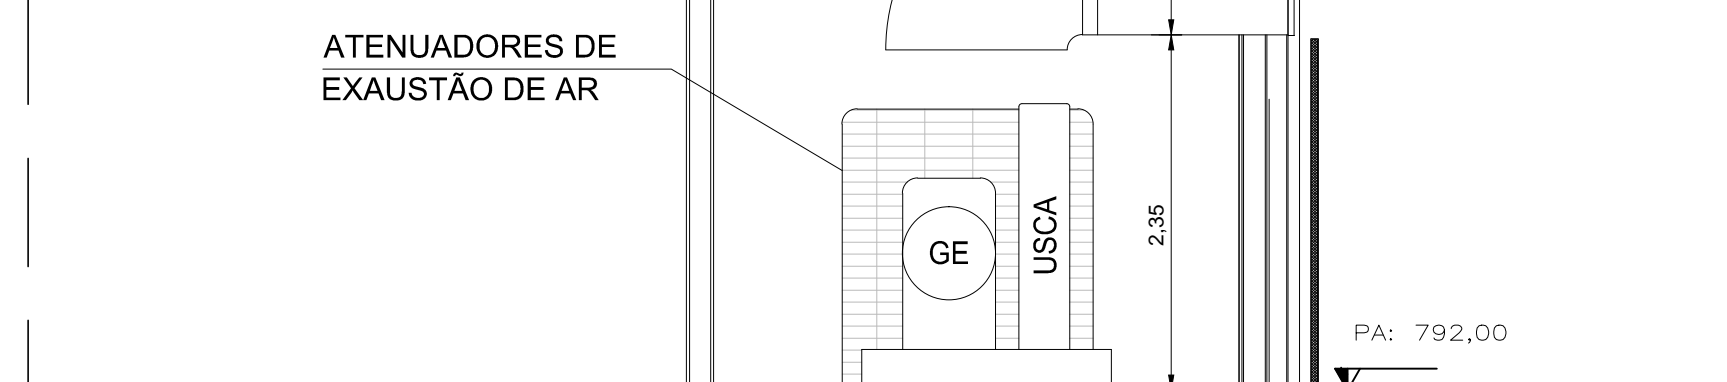 ATENUADORES DE
EXAUSTÃO DE AR
GE
USCA
2,35
PA: 792,00